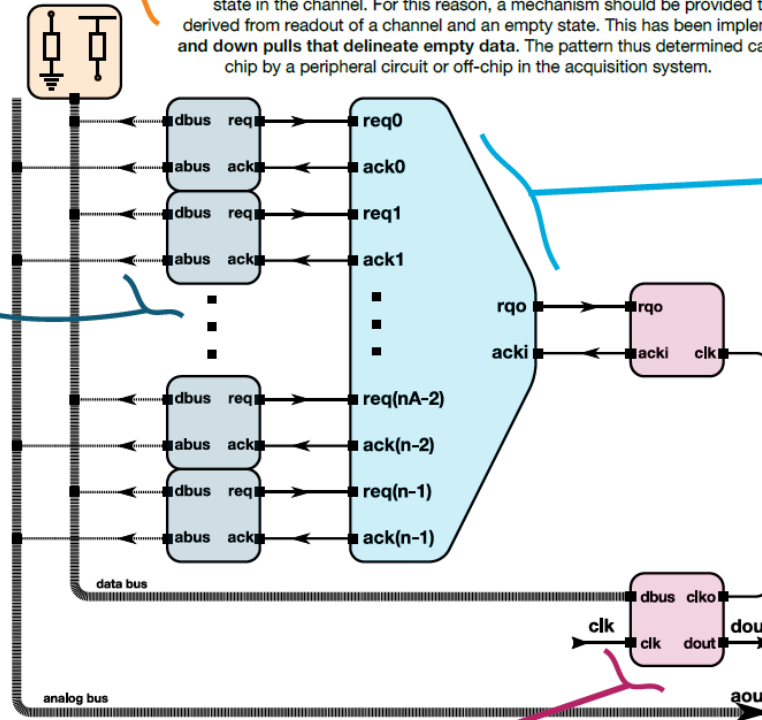 state in the channel. For this reason, a mechanism should be provided t
derived from readout of a channel and an empty state. This has been implem
and down pulls that delineate empty data. The pattern thus determined ca
chip by a peripheral circuit or off-chip in the acquisition system.
dbus req req0
abus ack ack0
dbus req req1
abus ack ack1
rqo rqo
acki acki clk
dbus req req(nA-2)
abus ack ack(n-2)
dbus req req(n-1)
abus ack ack(n-1)
data bus
dbus clko
clk clk dout dou
analog bus
aou